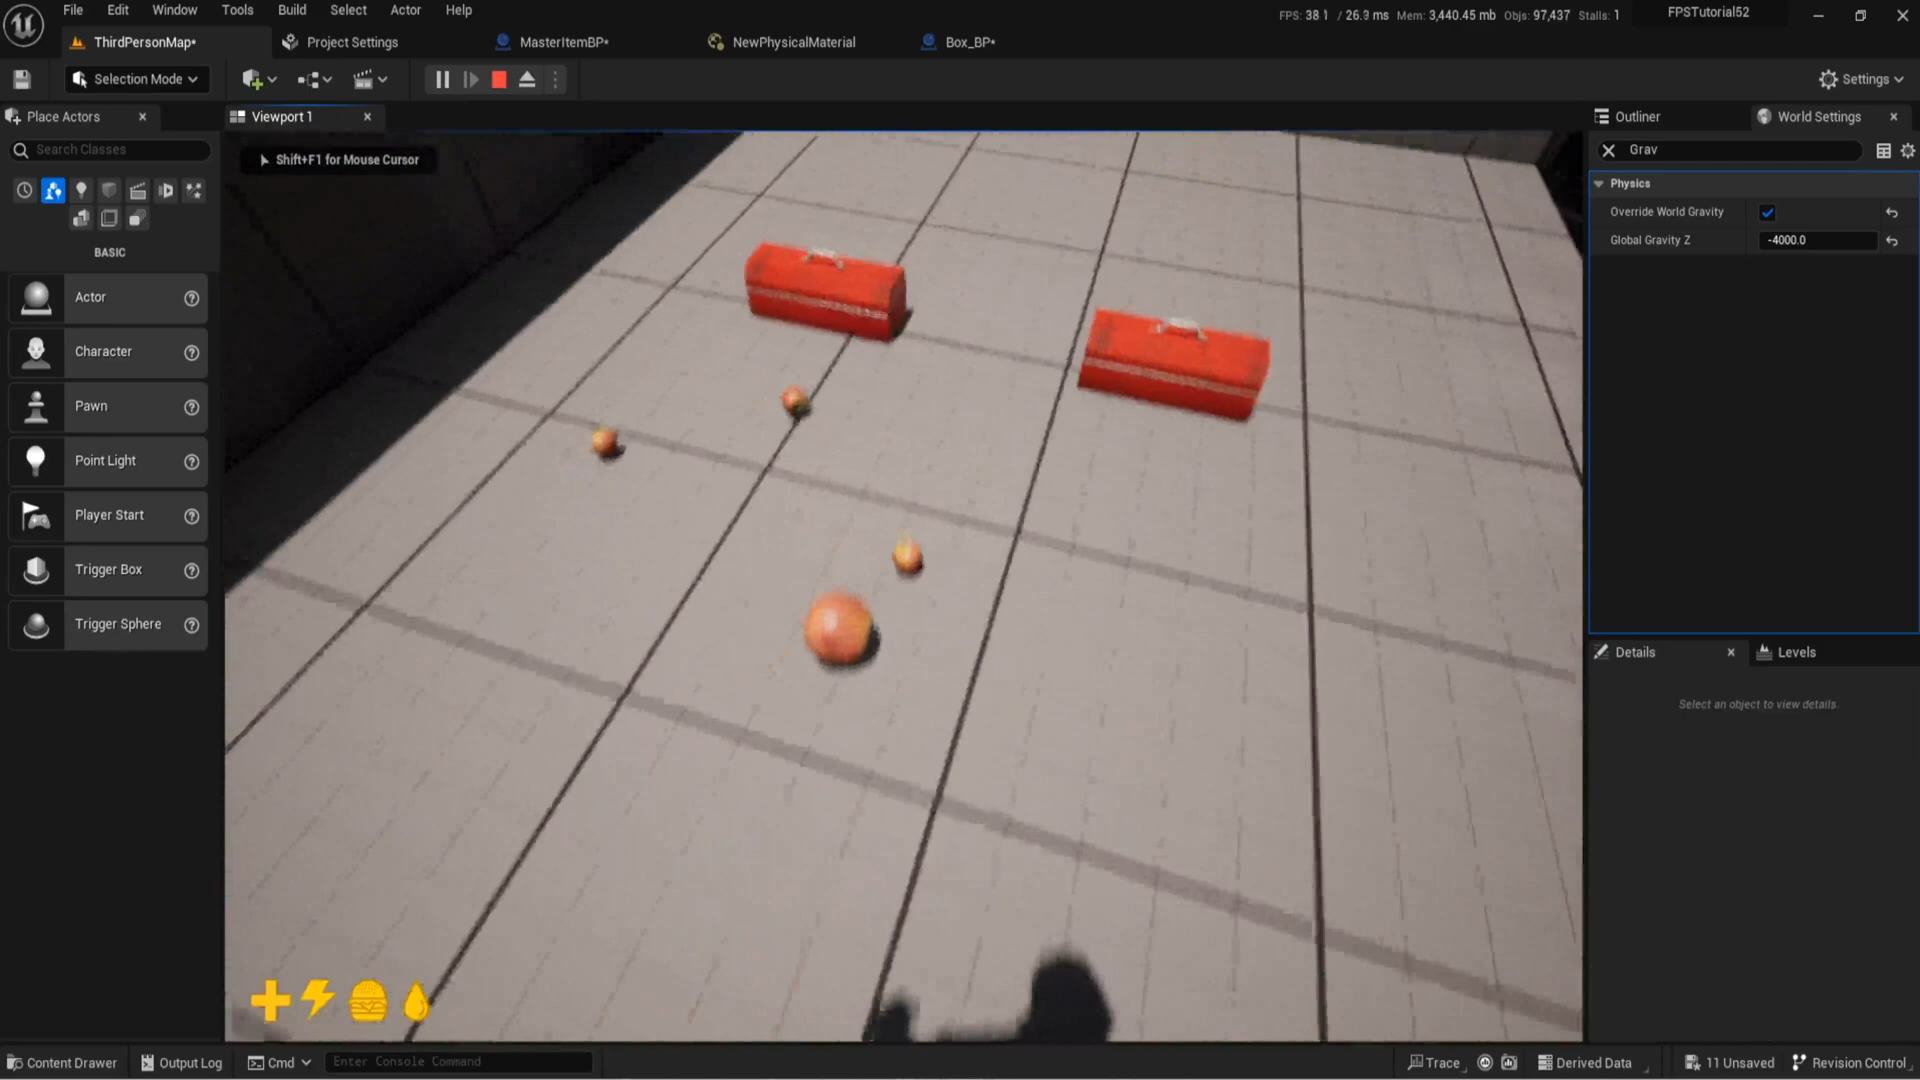 File Edit Window Tools Build Select Actor Help
FPS: 38.1 / 26.3 ms Mem: 3,440.45 mb Objs: 97,437 Stalls: 1
FPSTutorial52
ThirdPersonMap*
Project Settings
MasterItemBP*
NewPhysicalMaterial
Box_BP*
Selection Mode
Settings
Place Actors
Viewport 1
Outliner
World Settings
Search Classes
Shift+F1 for Mouse Cursor
Grav
Physics
Override World Gravity
Global Gravity Z
-4000.0
BASIC
Actor
Character
Pawn
Point Light
Player Start
Trigger Box
Trigger Sphere
Details
Levels
Select an object to view details.
Content Drawer
Output Log
Cmd
Enter Console Command
Trace
Derived Data
11 Unsaved
Revision Control